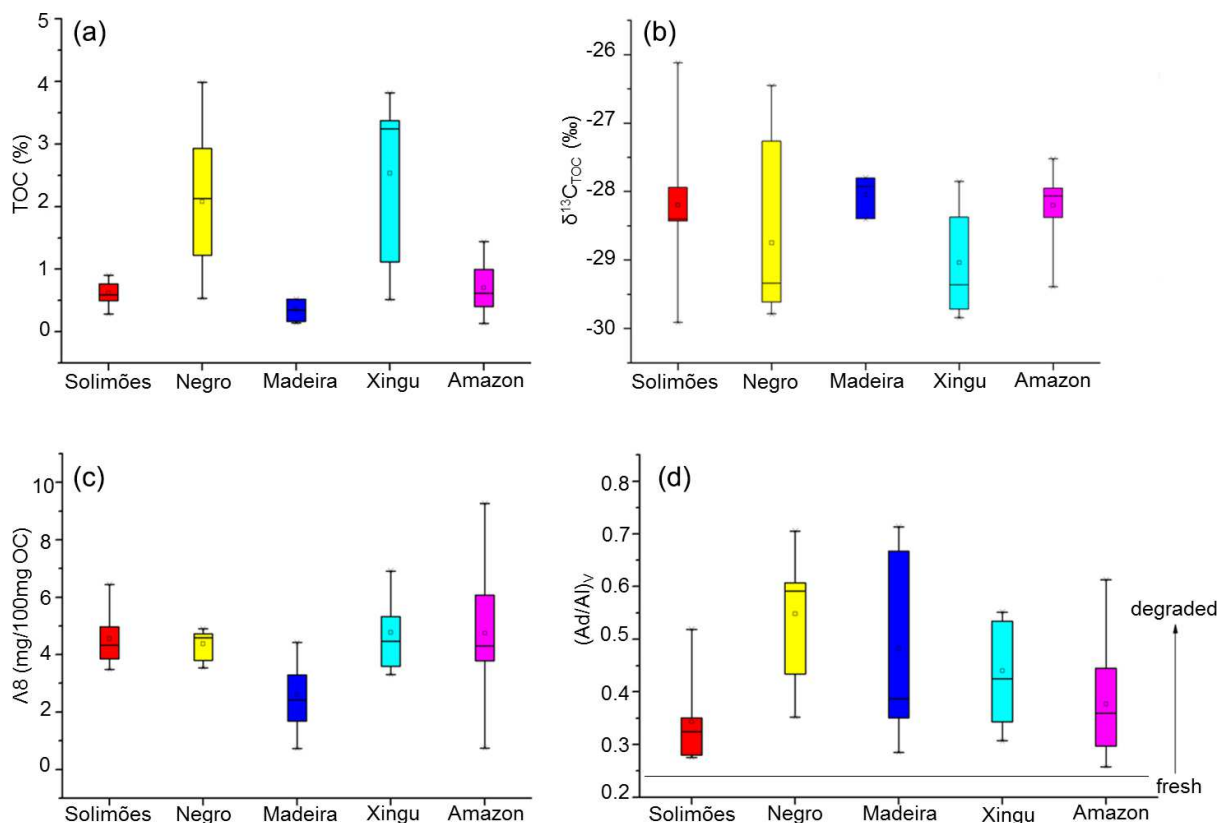 (a)
TOC (%)
5
4
3
2
1
0
Solimões Negro Madeira Xingu Amazon
(b)
δ¹³C_TOC (‰)
-26
-27
-28
-29
-30
Solimões Negro Madeira Xingu Amazon
(c)
Λ8 (mg/100mg OC)
10
8
6
4
2
0
Solimões Negro Madeira Xingu Amazon
(d)
(Ad/Al)_V
0.8
0.7
0.6
0.5
0.4
0.3
0.2
degraded
fresh
Solimões Negro Madeira Xingu Amazon